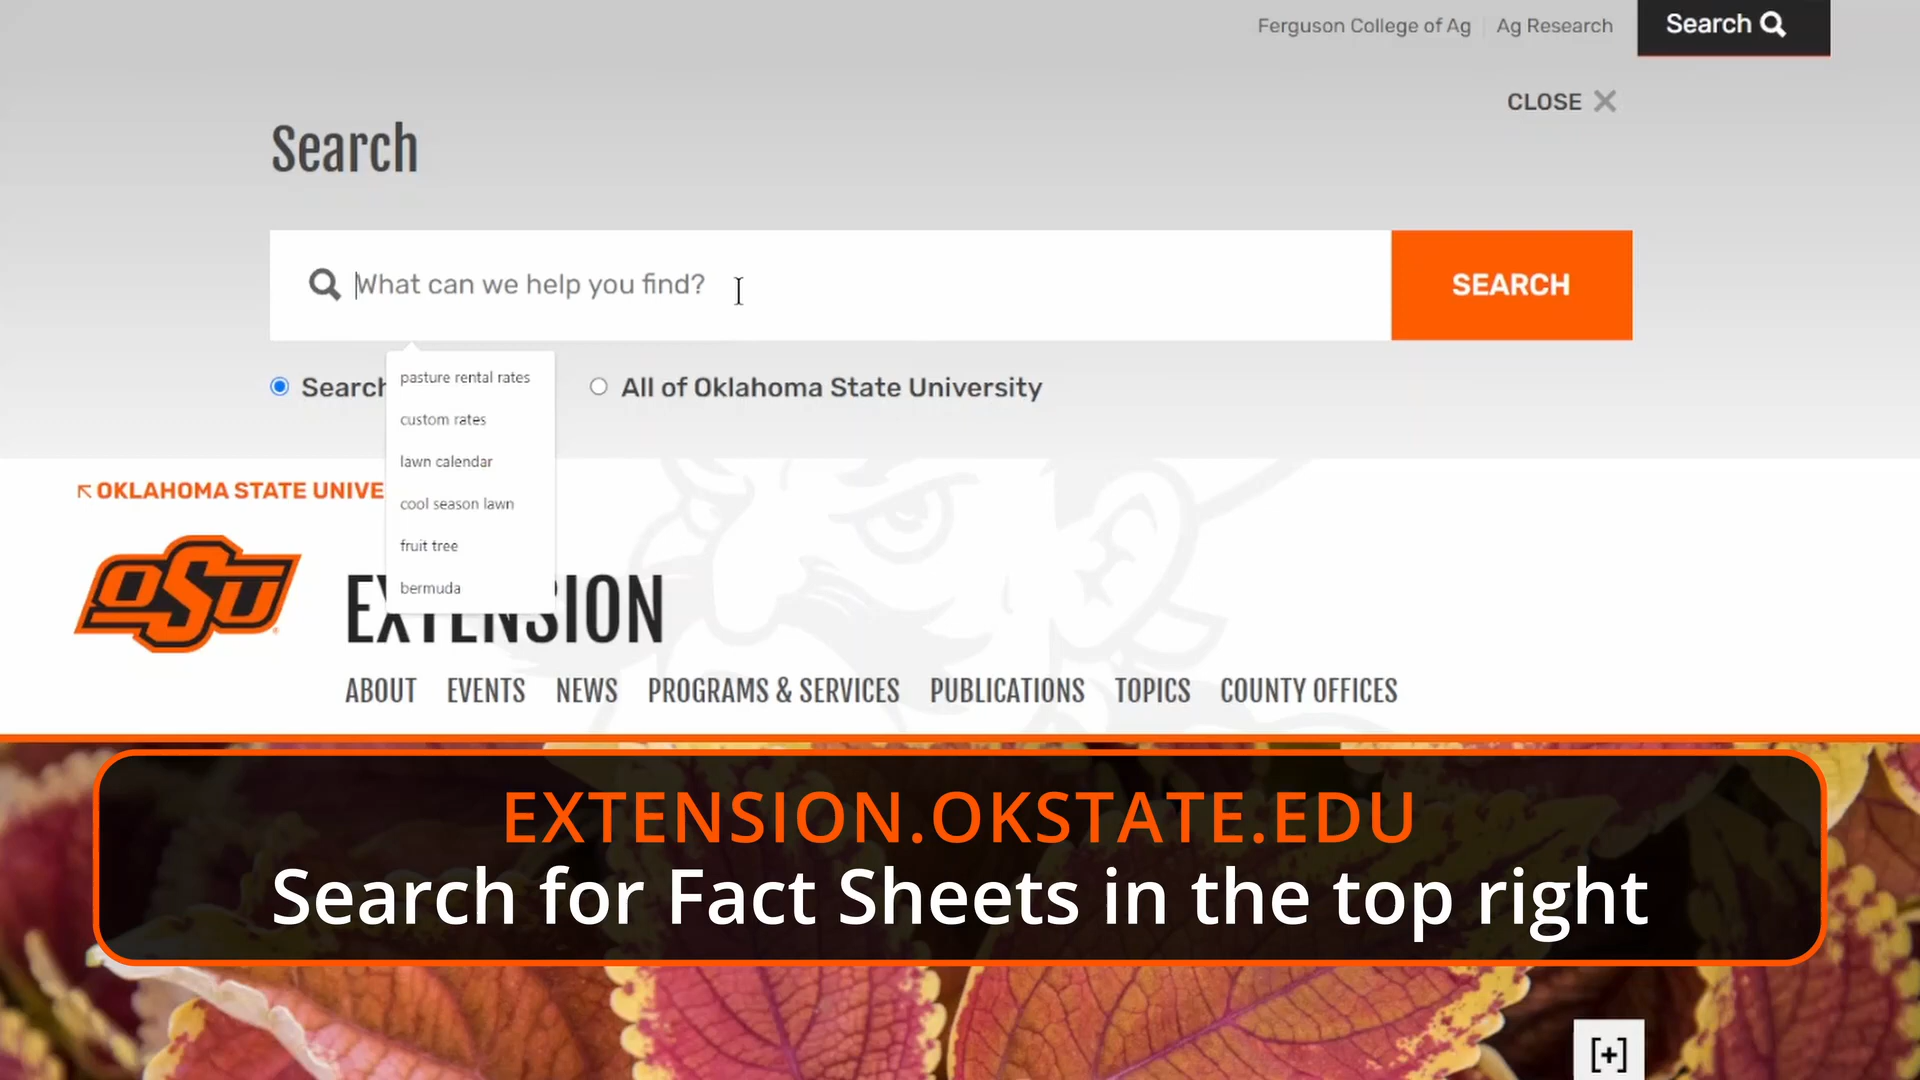 Ferguson College of Ag
Ag Research
Search
CLOSE
Search
What can we help you find?
SEARCH
Search
All of Oklahoma State University
pasture rental rates
custom rates
lawn calendar
cool season lawn
fruit tree
bermuda
OKLAHOMA STATE UNIVE
OSU
EXTENSION
ABOUT EVENTS NEWS PROGRAMS & SERVICES PUBLICATIONS TOPICS COUNTY OFFICES
EXTENSION.OKSTATE.EDU
Search for Fact Sheets in the top right
[+]